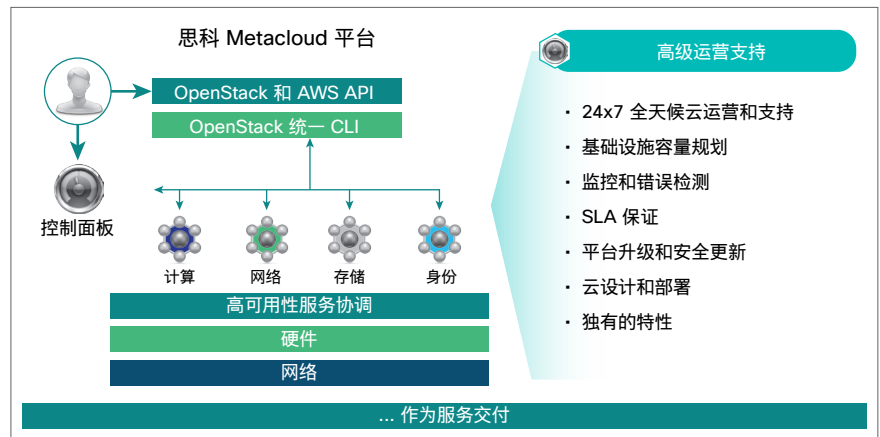 思科 Metacloud 平台
OpenStack 和 AWS API
OpenStack 统一 CLI
控制面板
计算
网络
存储
身份
高可用性服务协调
硬件
网络
高级运营支持
· 24x7 全天候云运营和支持
· 基础设施容量规划
· 监控和错误检测
· SLA 保证
· 平台升级和安全更新
· 云设计和部署
· 独有的特性
... 作为服务交付